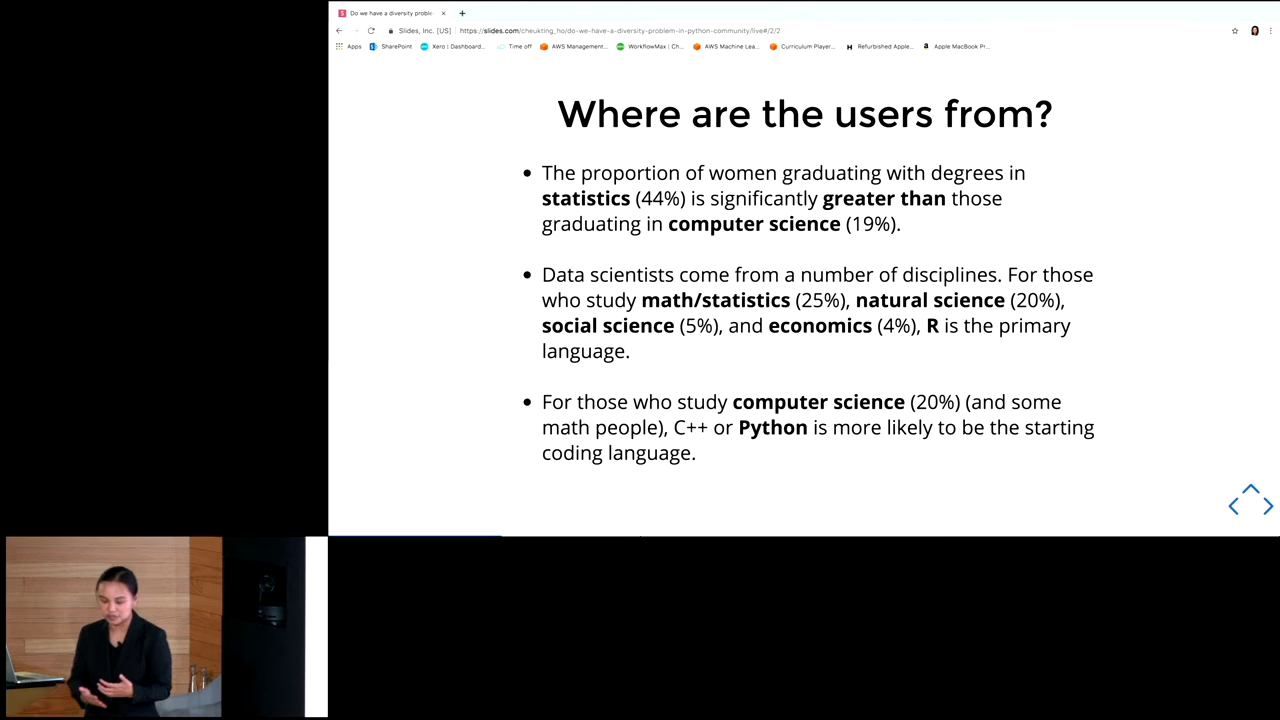 Do we have a diversity proble
Slides, Inc. [US] https://slides.com/cheukting_ho/do-we-have-a-diversity-problem-in-python-community/live#/2/2
Apps SharePoint Xero | Dashboard... Time off AWS Management... WorkflowMax | Ch... AWS Machine Lea... Curriculum Player... Refurbished Apple... Apple MacBook Pr...
Where are the users from?
• The proportion of women graduating with degrees in
statistics (44%) is significantly greater than those
graduating in computer science (19%).
• Data scientists come from a number of disciplines. For those
who study math/statistics (25%), natural science (20%),
social science (5%), and economics (4%), R is the primary
language.
• For those who study computer science (20%) (and some
math people), C++ or Python is more likely to be the starting
coding language.